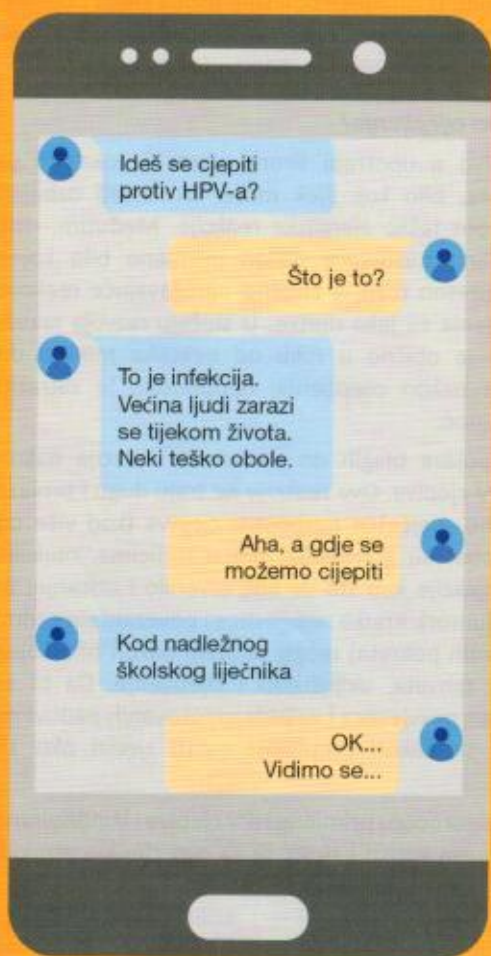 Ideš se cjepiti
protiv HPV-a?
Što je to?
To je infekcija.
Većina ljudi zarazi
se tijekom života.
Neki teško obole.
Aha, a gdje se
možemo cijepiti
Kod nadležnog
školskog liječnika
OK...
Vidimo se...